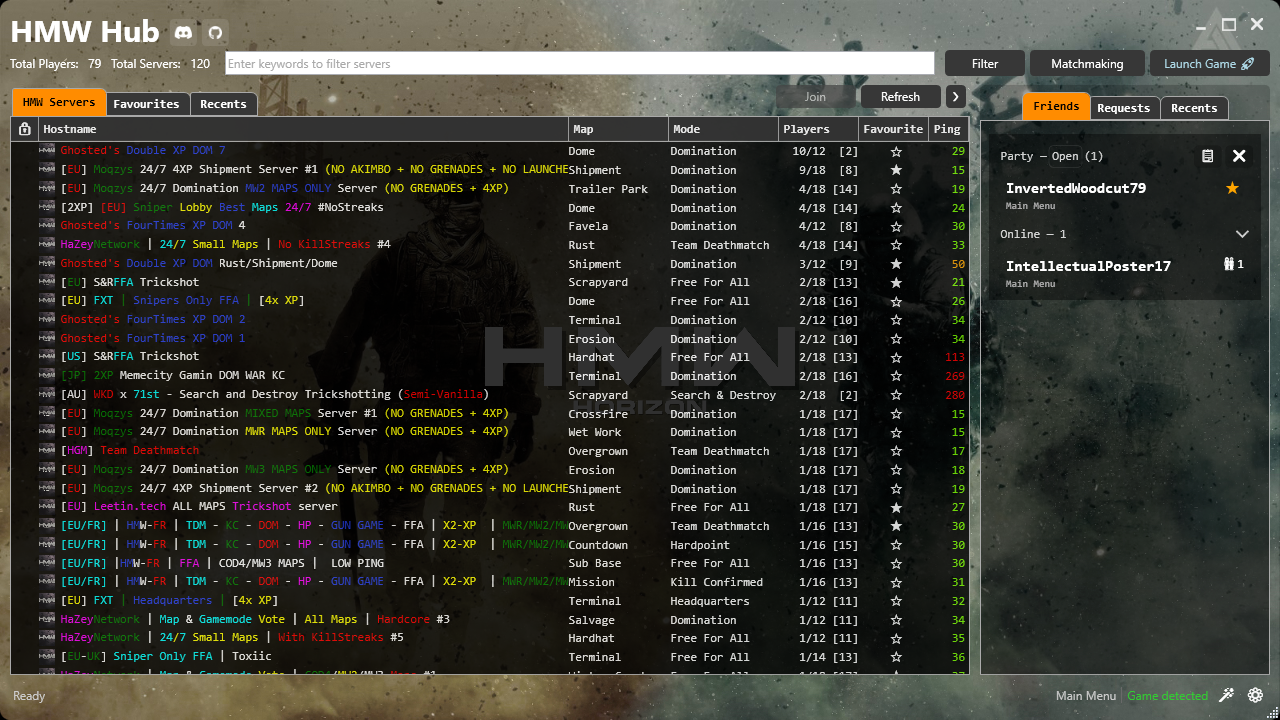 HMW Hub
Total Players: 79 Total Servers: 120 Enter keywords to filter servers Filter Matchmaking Launch Game
HMW Servers Favourites Recents Join Refresh
Hostname Map Mode Players Favourite Ping
Ghosted's Double XP DOM 7 Dome Domination 10/12 [2] 29
[EU] Moqzys 24/7 4XP Shipment Server #1 (NO AKIMBO + NO GRENADES + NO LAUNCHE Shipment Domination 9/18 [8] 15
[EU] Moqzys 24/7 Domination MW2 MAPS ONLY Server (NO GRENADES + 4XP) Trailer Park Domination 4/18 [14] 19
[2XP] [EU] Sniper Lobby Best Maps 24/7 #NoStreaks Dome Domination 4/18 [14] 24
Ghosted's FourTimes XP DOM 4 Favela Domination 4/12 [8] 30
HaZeyNetwork | 24/7 Small Maps | No KillStreaks #4 Rust Team Deathmatch 4/18 [14] 33
Ghosted's Double XP DOM Rust/Shipment/Dome Shipment Domination 3/12 [9] 50
[EU] S&RFFA Trickshot Scrapyard Free For All 2/18 [13] 21
[EU] FXT | Snipers Only FFA | [4x XP] Dome Free For All 2/18 [16] 26
Ghosted's FourTimes XP DOM 2 Terminal Domination 2/12 [10] 34
Ghosted's FourTimes XP DOM 1 Erosion Domination 2/12 [10] 34
[US] S&RFFA Trickshot Hardhat Free For All 2/18 [13] 113
[JP] 2XP Memecity Gamin DOM WAR KC Terminal Domination 2/18 [16] 269
[AU] WKD x 71st - Search and Destroy Trickshotting (Semi-Vanilla) Scrapyard Search & Destroy 2/18 [2] 280
[EU] Moqzys 24/7 Domination MIXED MAPS Server #1 (NO GRENADES + 4XP) Crossfire Domination 1/18 [17] 15
[EU] Moqzys 24/7 Domination MWR MAPS ONLY Server (NO GRENADES + 4XP) Wet Work Domination 1/18 [17] 15
[HGM] Team Deathmatch Overgrown Team Deathmatch 1/18 [17] 17
[EU] Moqzys 24/7 Domination MW3 MAPS ONLY Server (NO GRENADES + 4XP) Erosion Domination 1/18 [17] 18
[EU] Moqzys 24/7 4XP Shipment Server #2 (NO AKIMBO + NO GRENADES + NO LAUNCHE Shipment Domination 1/18 [17] 19
[EU] Leetin.tech ALL MAPS Trickshot server Rust Free For All 1/18 [17] 27
[EU/FR] | HMW-FR | TDM - KC - DOM - HP - GUN GAME - FFA | X2-XP | MWR/MW2/MW Overgrown Team Deathmatch 1/16 [13] 30
[EU/FR] | HMW-FR | TDM - KC - DOM - HP - GUN GAME - FFA | X2-XP | MWR/MW2/MW Countdown Hardpoint 1/16 [15] 30
[EU/FR] |HMW-FR | FFA | COD4/MW3 MAPS | LOW PING Sub Base Free For All 1/16 [13] 30
[EU/FR] | HMW-FR | TDM - KC - DOM - HP - GUN GAME - FFA | X2-XP | MWR/MW2/MW Mission Kill Confirmed 1/16 [13] 31
[EU] FXT | Headquarters | [4x XP] Terminal Headquarters 1/12 [11] 32
HaZeyNetwork | Map & Gamemode Vote | All Maps | Hardcore #3 Salvage Domination 1/12 [11] 34
HaZeyNetwork | 24/7 Small Maps | With KillStreaks #5 Hardhat Free For All 1/12 [11] 35
[EU-UK] Sniper Only FFA | Toxiic Terminal Free For All 1/14 [13] 36
HMW
HORIZON
Friends Requests Recents
Party – Open (1)
InvertedWoodcut79
Main Menu
Online – 1
IntellectualPoster17 1
Main Menu
Ready Main Menu Game detected